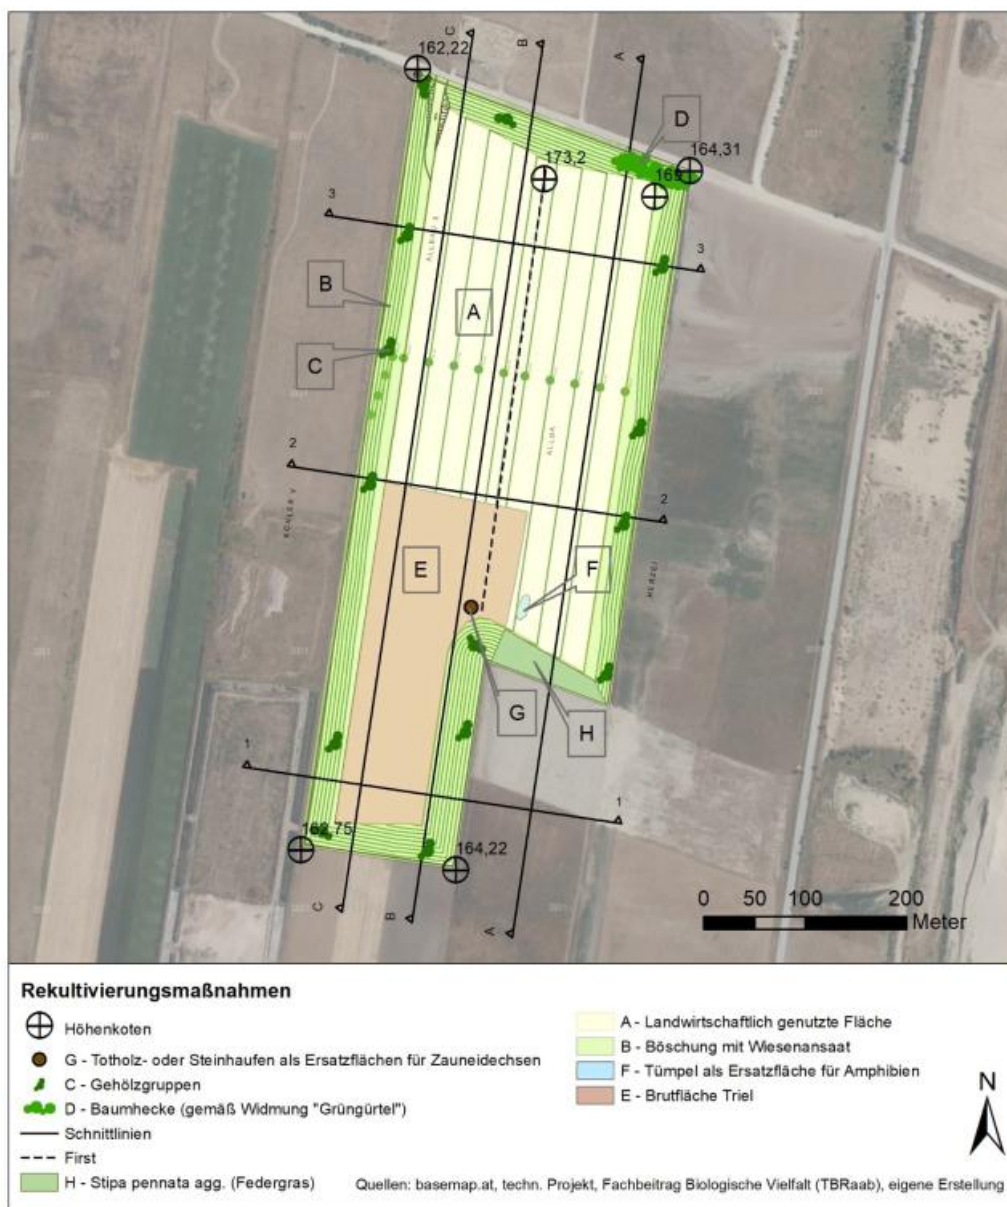 C
B
A
162,22
D
164,31
173,2
169
3
3
B
A
C
2
2
ALLBA
E
F
G
H
1
1
162,75
164,22
C
B
A
0 50 100 200
Meter
Rekultivierungsmaßnahmen
Höhenkoten
G - Totholz- oder Steinhaufen als Ersatzflächen für Zauneidechsen
C - Gehölzgruppen
D - Baumhecke (gemäß Widmung "Grüngürtel")
Schnittlinien
First
H - Stipa pennata agg. (Federgras)
A - Landwirtschaftlich genutzte Fläche
B - Böschung mit Wiesenansaat
F - Tümpel als Ersatzfläche für Amphibien
E - Brutfläche Triel
N
Quellen: basemap.at, techn. Projekt, Fachbeitrag Biologische Vielfalt (TBRaab), eigene Erstellung